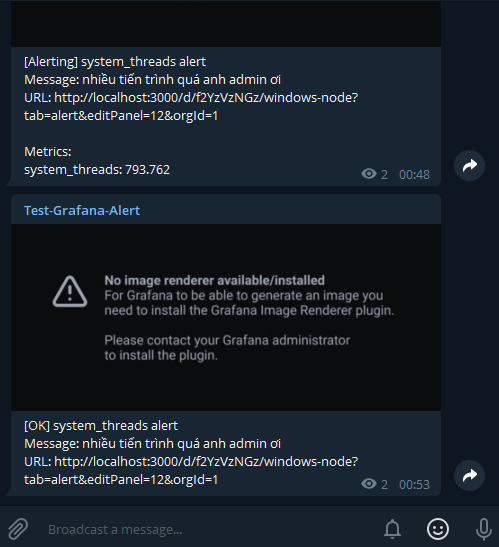 [Alerting] system_threads alert
Message: nhiều tiến trình quá anh admin ơi
URL: http://localhost:3000/d/f2YzVzNGz/windows-node?
tab=alert&editPanel=12&orgId=1
Metrics:
system_threads: 793.762
2 00:48
Test-Grafana-Alert
No image renderer available/installed
For Grafana to be able to generate an image you
need to install the Grafana Image Renderer plugin.
Please contact your Grafana administrator
to install the plugin.
[OK] system_threads alert
Message: nhiều tiến trình quá anh admin ơi
URL: http://localhost:3000/d/f2YzVzNGz/windows-node?
tab=alert&editPanel=12&orgId=1
2 00:53
Broadcast a message...